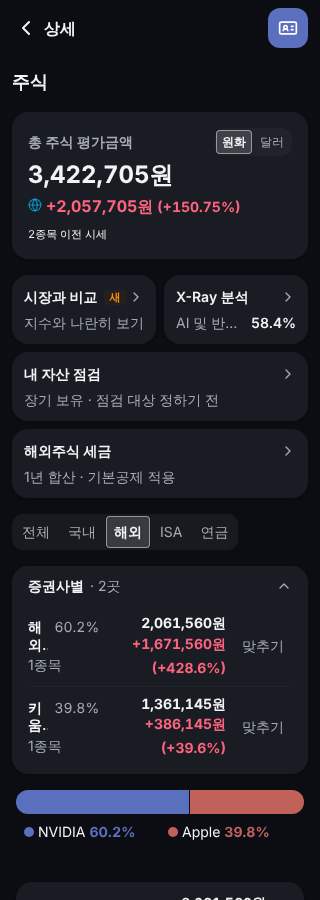 상세
주식
총 주식 평가금액 원화 달러
3,422,705원
+2,057,705원 (+150.75%)
2종목 이전 시세
시장과 비교 새
지수와 나란히 보기
X-Ray 분석
AI 및 반... 58.4%
내 자산 점검
장기 보유 · 점검 대상 정하기 전
해외주식 세금
1년 합산 · 기본공제 적용
전체 국내 해외 ISA 연금
증권사별 · 2곳
해외.. 60.2%
1종목
2,061,560원
+1,671,560원
(+428.6%)
맞추기
키움.. 39.8%
1종목
1,361,145원
+386,145원
(+39.6%)
맞추기
NVIDIA 60.2% Apple 39.8%